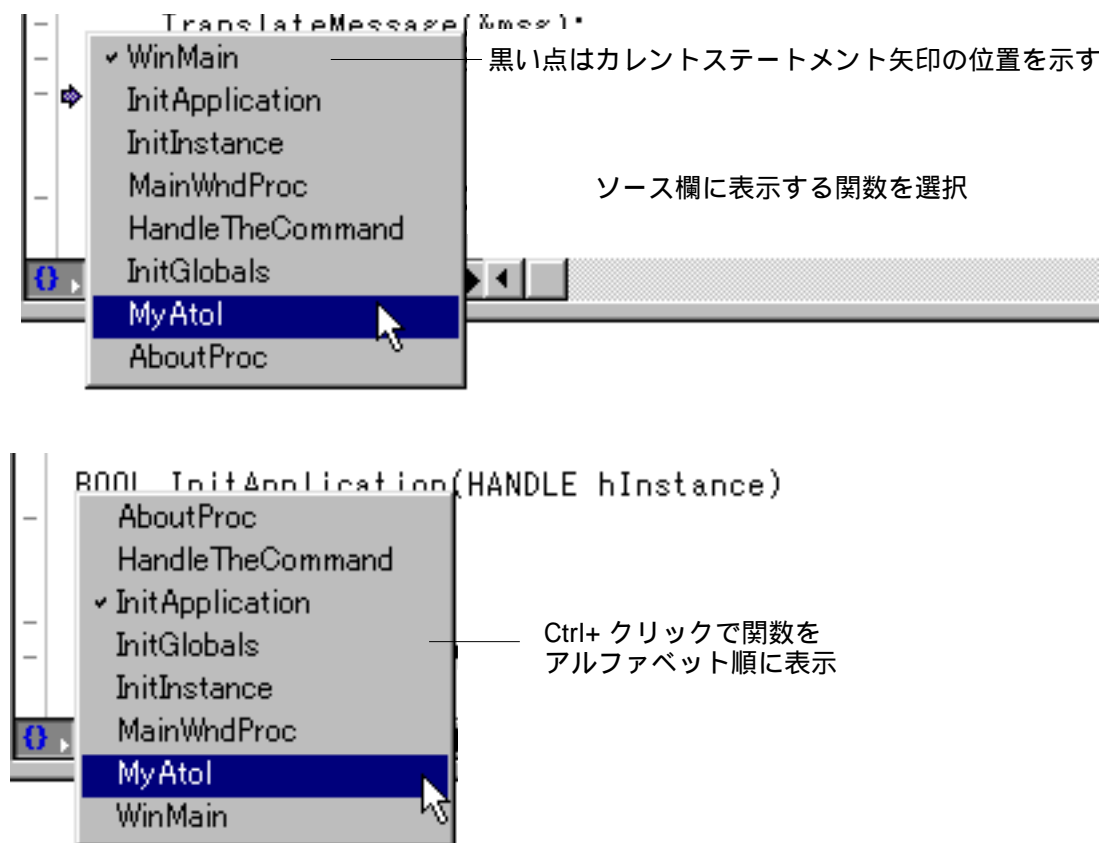 TranslateMessage(&msg);
WinMain
黒い点はカレントステートメント矢印の位置を示す
InitApplication
InitInstance
MainWndProc
ソース欄に表示する関数を選択
HandleTheCommand
InitGlobals
{}
MyAtol
AboutProc
BOOL InitApplication(HANDLE hInstance)
AboutProc
HandleTheCommand
InitApplication
InitGlobals
Ctrl+ クリックで関数を
アルファベット順に表示
InitInstance
MainWndProc
{}
MyAtol
WinMain